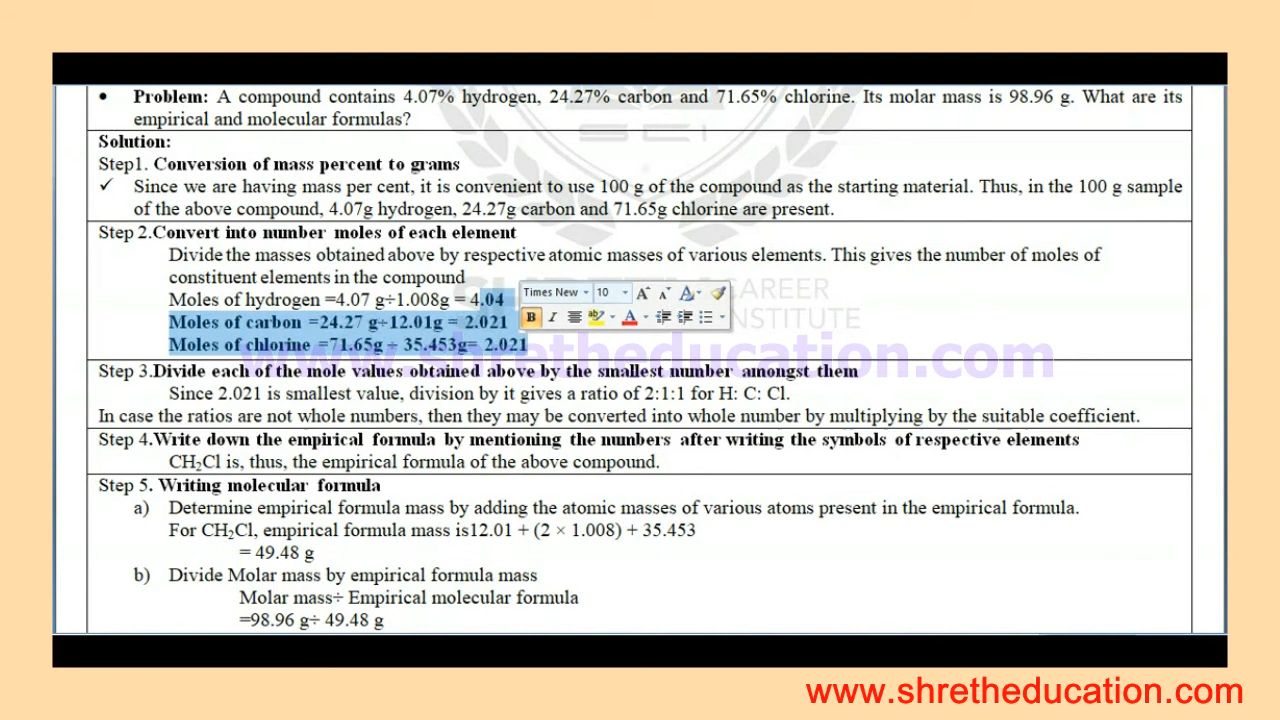 • Problem: A compound contains 4.07% hydrogen, 24.27% carbon and 71.65% chlorine. Its molar mass is 98.96 g. What are its
empirical and molecular formulas?
Solution:
Step1. Conversion of mass percent to grams
✓ Since we are having mass per cent, it is convenient to use 100 g of the compound as the starting material. Thus, in the 100 g sample
of the above compound, 4.07g hydrogen, 24.27g carbon and 71.65g chlorine are present.
Step 2.Convert into number moles of each element
Divide the masses obtained above by respective atomic masses of various elements. This gives the number of moles of
constituent elements in the compound
Moles of hydrogen =4.07 g÷1.008g = 4.04
Times New 10
CAREER
B I
INSTITUTE
Moles of carbon =24.27 g÷12.01g = 2.021
Moles of chlorine =71.65g ÷ 35.453g= 2.021
www.shretheducation.com
Step 3.Divide each of the mole values obtained above by the smallest number amongst them
Since 2.021 is smallest value, division by it gives a ratio of 2:1:1 for H: C: Cl.
In case the ratios are not whole numbers, then they may be converted into whole number by multiplying by the suitable coefficient.
Step 4.Write down the empirical formula by mentioning the numbers after writing the symbols of respective elements
CH₂Cl is, thus, the empirical formula of the above compound.
Step 5. Writing molecular formula
a) Determine empirical formula mass by adding the atomic masses of various atoms present in the empirical formula.
For CH₂Cl, empirical formula mass is12.01 + (2 × 1.008) + 35.453
= 49.48 g
b) Divide Molar mass by empirical formula mass
Molar mass÷ Empirical molecular formula
=98.96 g÷ 49.48 g
www.shretheducation.com